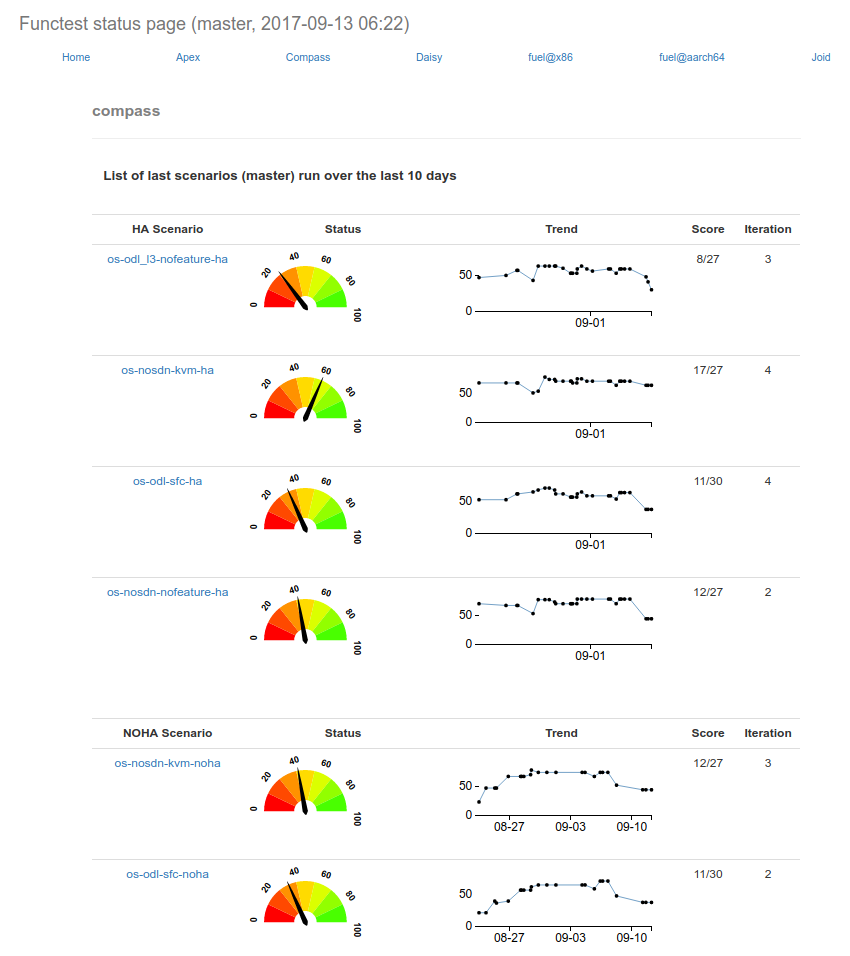 Functest status page (master, 2017-09-13 06:22)
Home Apex Compass Daisy fuel@x86 fuel@aarch64 Joid
compass
List of last scenarios (master) run over the last 10 days
HA Scenario Status Trend Score Iteration
os-odl_l3-nofeature-ha 0 20 40 60 80 100 50 0 09-01 8/27 3
os-nosdn-kvm-ha 0 20 40 60 80 100 50 0 09-01 17/27 4
os-odl-sfc-ha 0 20 40 60 80 100 50 0 09-01 11/30 4
os-nosdn-nofeature-ha 0 20 40 60 80 100 50 0 09-01 12/27 2
NOHA Scenario Status Trend Score Iteration
os-nosdn-kvm-noha 0 20 40 60 80 100 50 0 08-27 09-03 09-10 12/27 3
os-odl-sfc-noha 0 20 40 60 80 100 50 0 08-27 09-03 09-10 11/30 2